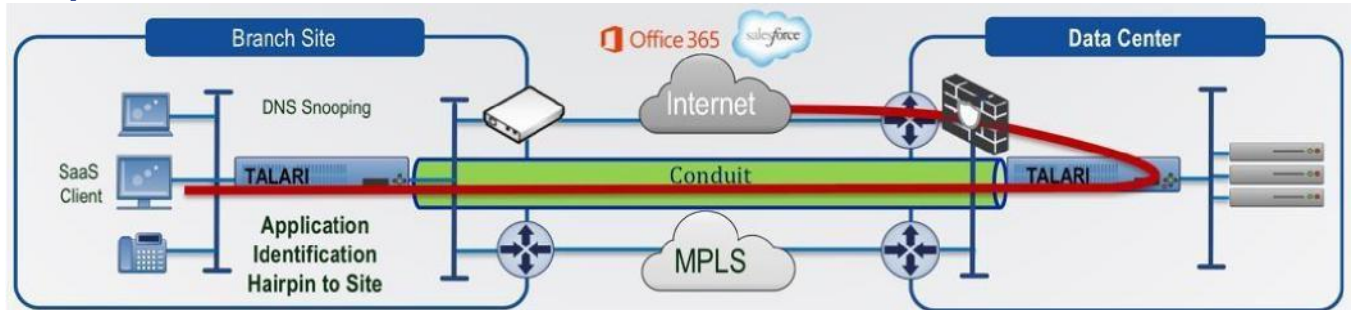 Branch Site
DNS Snooping
SaaS
Client
TALARI
Application
Identification
Hairpin to Site
Office 365
salesforce
Internet
Conduit
MPLS
Data Center
TALARI